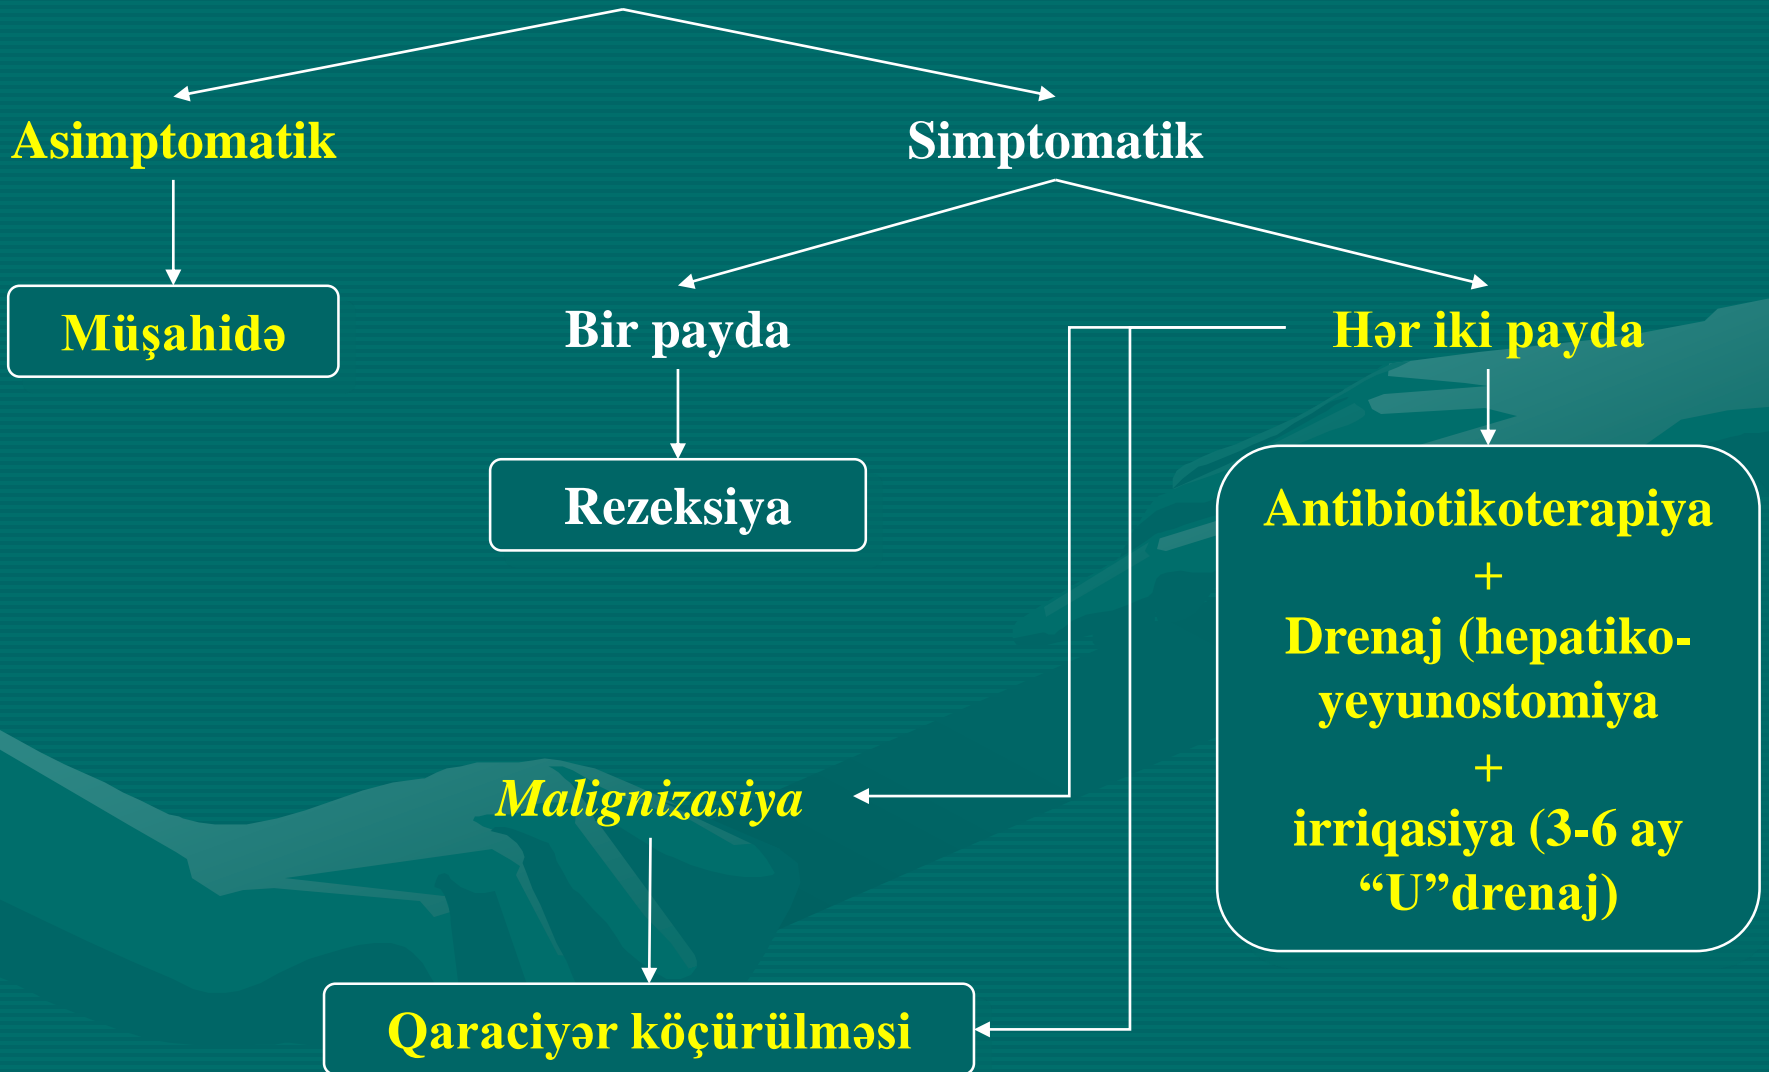 Asimptomatik
Simptomatik
Müşahidə
Bir payda
Hər iki payda
Rezeksiya
Antibiotikoterapiya
+
Drenaj (hepatiko-
yeyunostomiya
+
irriqasiya (3-6 ay
“U”drenaj)
Malignizasiya
Qaraciyər köçürülməsi